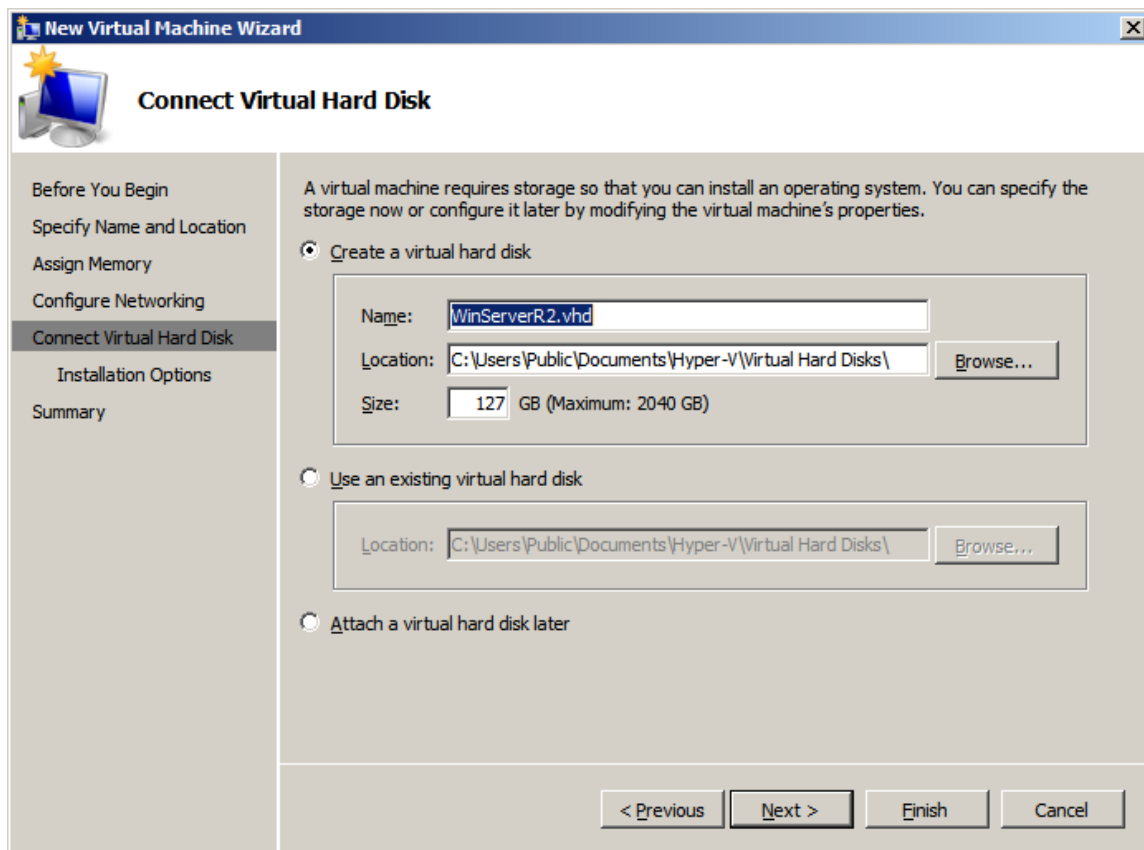 New Virtual Machine Wizard
Connect Virtual Hard Disk
Before You Begin
Specify Name and Location
Assign Memory
Configure Networking
Connect Virtual Hard Disk
Installation Options
Summary
A virtual machine requires storage so that you can install an operating system. You can specify the
storage now or configure it later by modifying the virtual machine's properties.
Create a virtual hard disk
Name: WinServerR2.vhd
Location: C:\Users\Public\Documents\Hyper-V\Virtual Hard Disks\ Browse...
Size: 127 GB (Maximum: 2040 GB)
Use an existing virtual hard disk
Location: C:\Users\Public\Documents\Hyper-V\Virtual Hard Disks\ Browse...
Attach a virtual hard disk later
< Previous Next > Finish Cancel